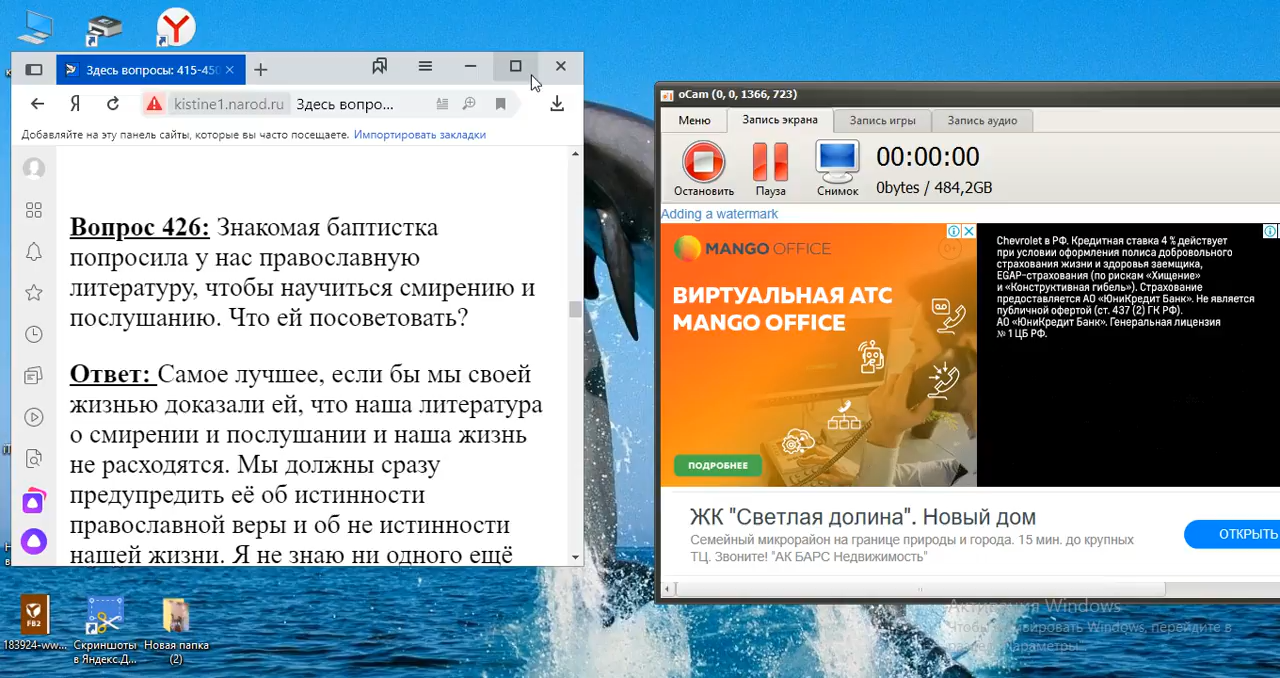 Здесь вопросы: 415-450
kistine1.narod.ru
Здесь вопро...
Добавляйте на эту панель сайты, которые вы часто посещаете. Импортировать закладки
Вопрос 426: Знакомая баптистка
попросила у нас православную
литературу, чтобы научиться смирению и
послушанию. Что ей посоветовать?
Ответ: Самое лучшее, если бы мы своей
жизнью доказали ей, что наша литература
о смирении и послушании и наша жизнь
не расходятся. Мы должны сразу
предупредить её об истинности
православной веры и об не истинности
нашей жизни. Я не знаю ни одного ещё
oCam (0, 0, 1366, 723)
Меню
Запись экрана
Запись игры
Запись аудио
Остановить
Пауза
Снимок
00:00:00
0bytes / 484,2GB
Adding a watermark
MANGO OFFICE
0+
ВИРТУАЛЬНАЯ АТС
MANGO OFFICE
ПОДРОБНЕЕ
Chevrolet в РФ. Кредитная ставка 4 % действует
при условии оформления полиса добровольного
страхования жизни и здоровья заемщика,
EGAP-страхования (по рискам «Хищение»
и «Конструктивная гибель»). Страхование
предоставляется АО «ЮниКредит Банк». Не является
публичной офертой (ст. 437 (2) ГК РФ).
АО «ЮниКредит Банк». Генеральная лицензия
№ 1 ЦБ РФ.
ЖК "Светлая долина". Новый дом
Семейный микрорайон на границе природы и города. 15 мин. до крупных
ТЦ. Звоните! "АК БАРС Недвижимость"
ОТКРЫТЬ
Активация Windows
Чтобы активировать Windows, перейдите в
параметры
FB2
183924-ww...
Скриншоты
в Яндекс.Д...
Новая папка
(2)